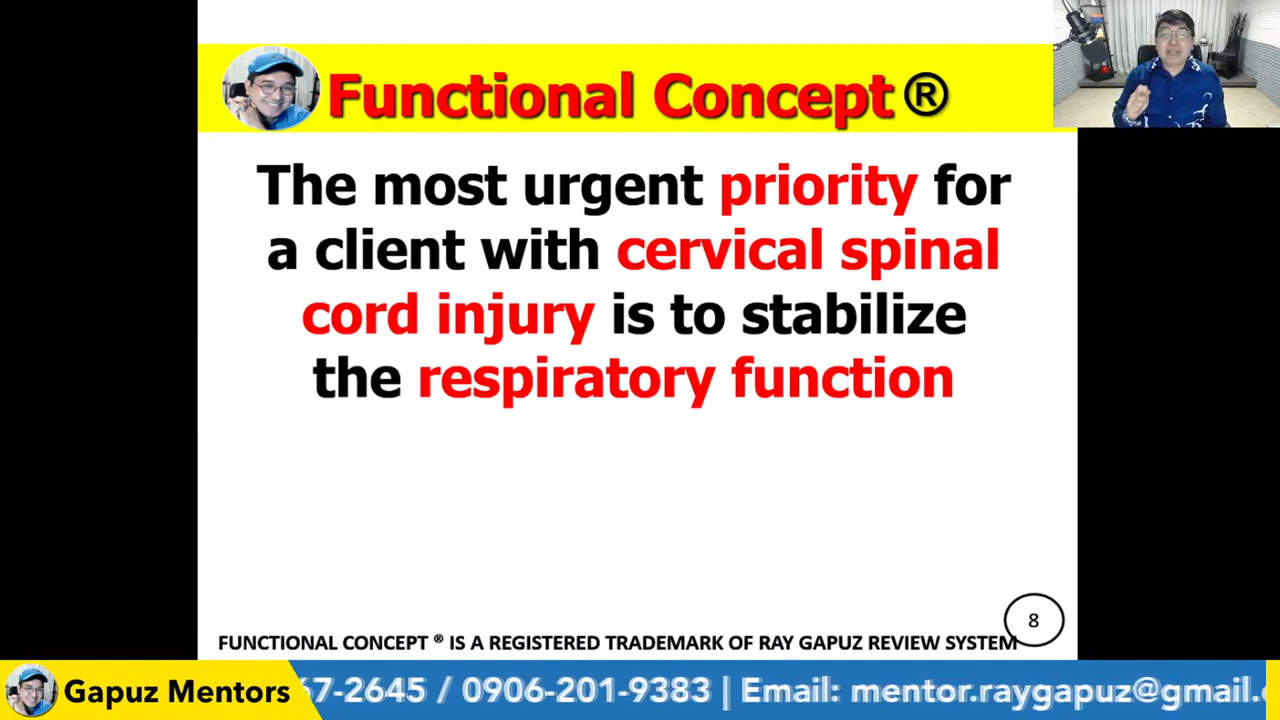 Functional Concept ®
The most urgent priority for
a client with cervical spinal
cord injury is to stabilize
the respiratory function
8
FUNCTIONAL CONCEPT ® IS A REGISTERED TRADEMARK OF RAY GAPUZ REVIEW SYSTEM
Gapuz Mentors 67-2645 / 0906-201-9383 | Email: mentor.raygapuz@gmail.c